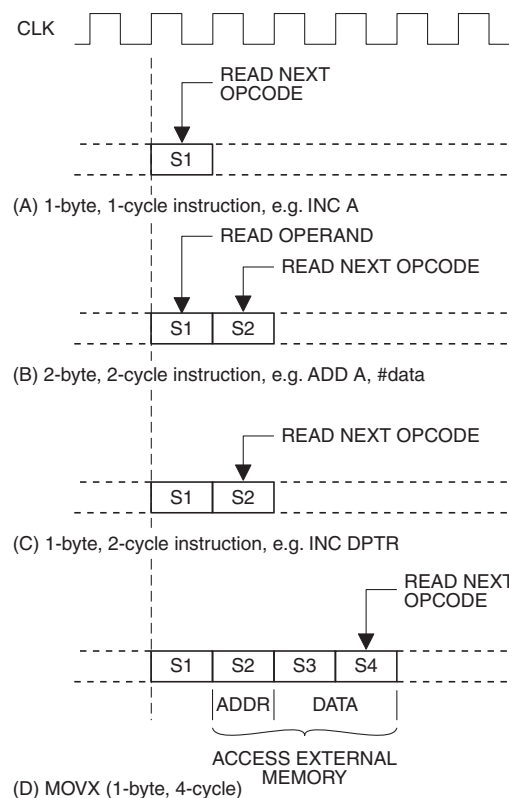 CLK
READ NEXT
OPCODE
S1
(A) 1-byte, 1-cycle instruction, e.g. INC A
READ OPERAND
READ NEXT OPCODE
S1 S2
(B) 2-byte, 2-cycle instruction, e.g. ADD A, #data
READ NEXT OPCODE
S1 S2
(C) 1-byte, 2-cycle instruction, e.g. INC DPTR
READ NEXT
OPCODE
S1 S2 S3 S4
ADDR DATA
ACCESS EXTERNAL
MEMORY
(D) MOVX (1-byte, 4-cycle)